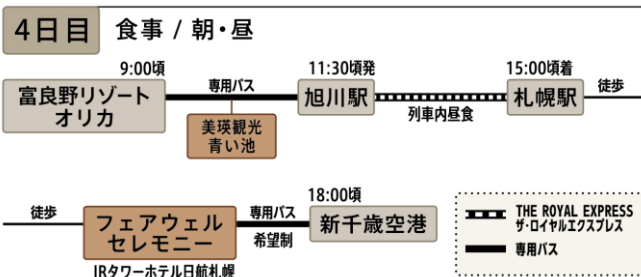 4日目 食事 / 朝・昼
9:00頃
富良野リゾート
オリカ
専用バス
美瑛観光
青い池
11:30頃発
旭川駅
列車内昼食
15:00頃着
札幌駅
徒歩
徒歩
フェアウェル
セレモニー
JRタワーホテル日航札幌
専用バス
希望制
18:00頃
新千歳空港
THE ROYAL EXPRESS
ザ・ロイヤルエクスプレス
専用バス